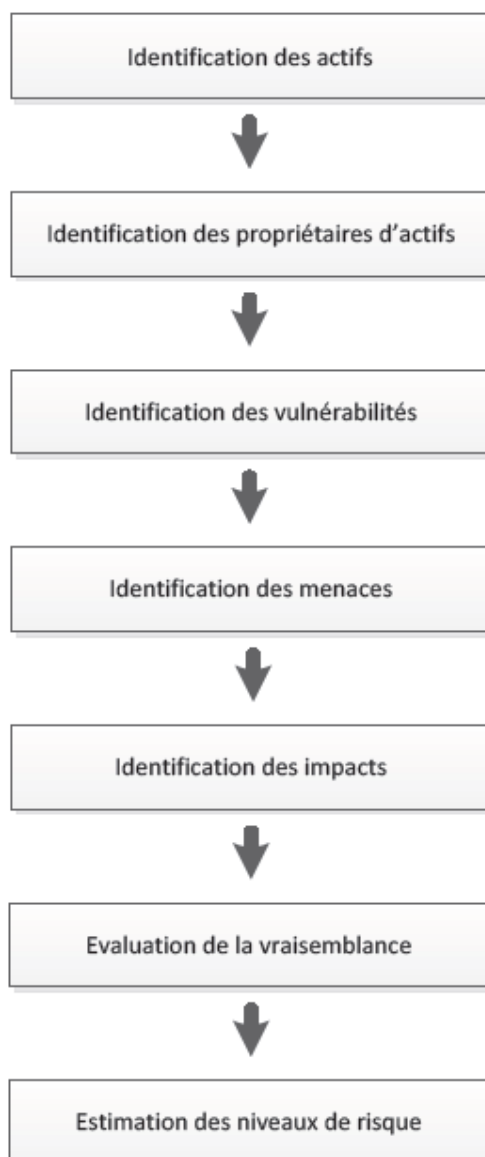 Identification des actifs
Identification des propriétaires d’actifs
Identification des vulnérabilités
Identification des menaces
Identification des impacts
Evaluation de la vraisemblance
Estimation des niveaux de risque